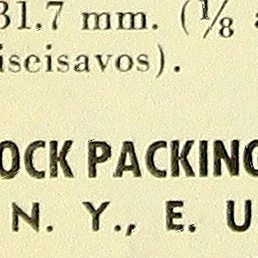 31.7 mm. (1/8 a
iseisavos).
OCK PACKING
N. Y., E. U